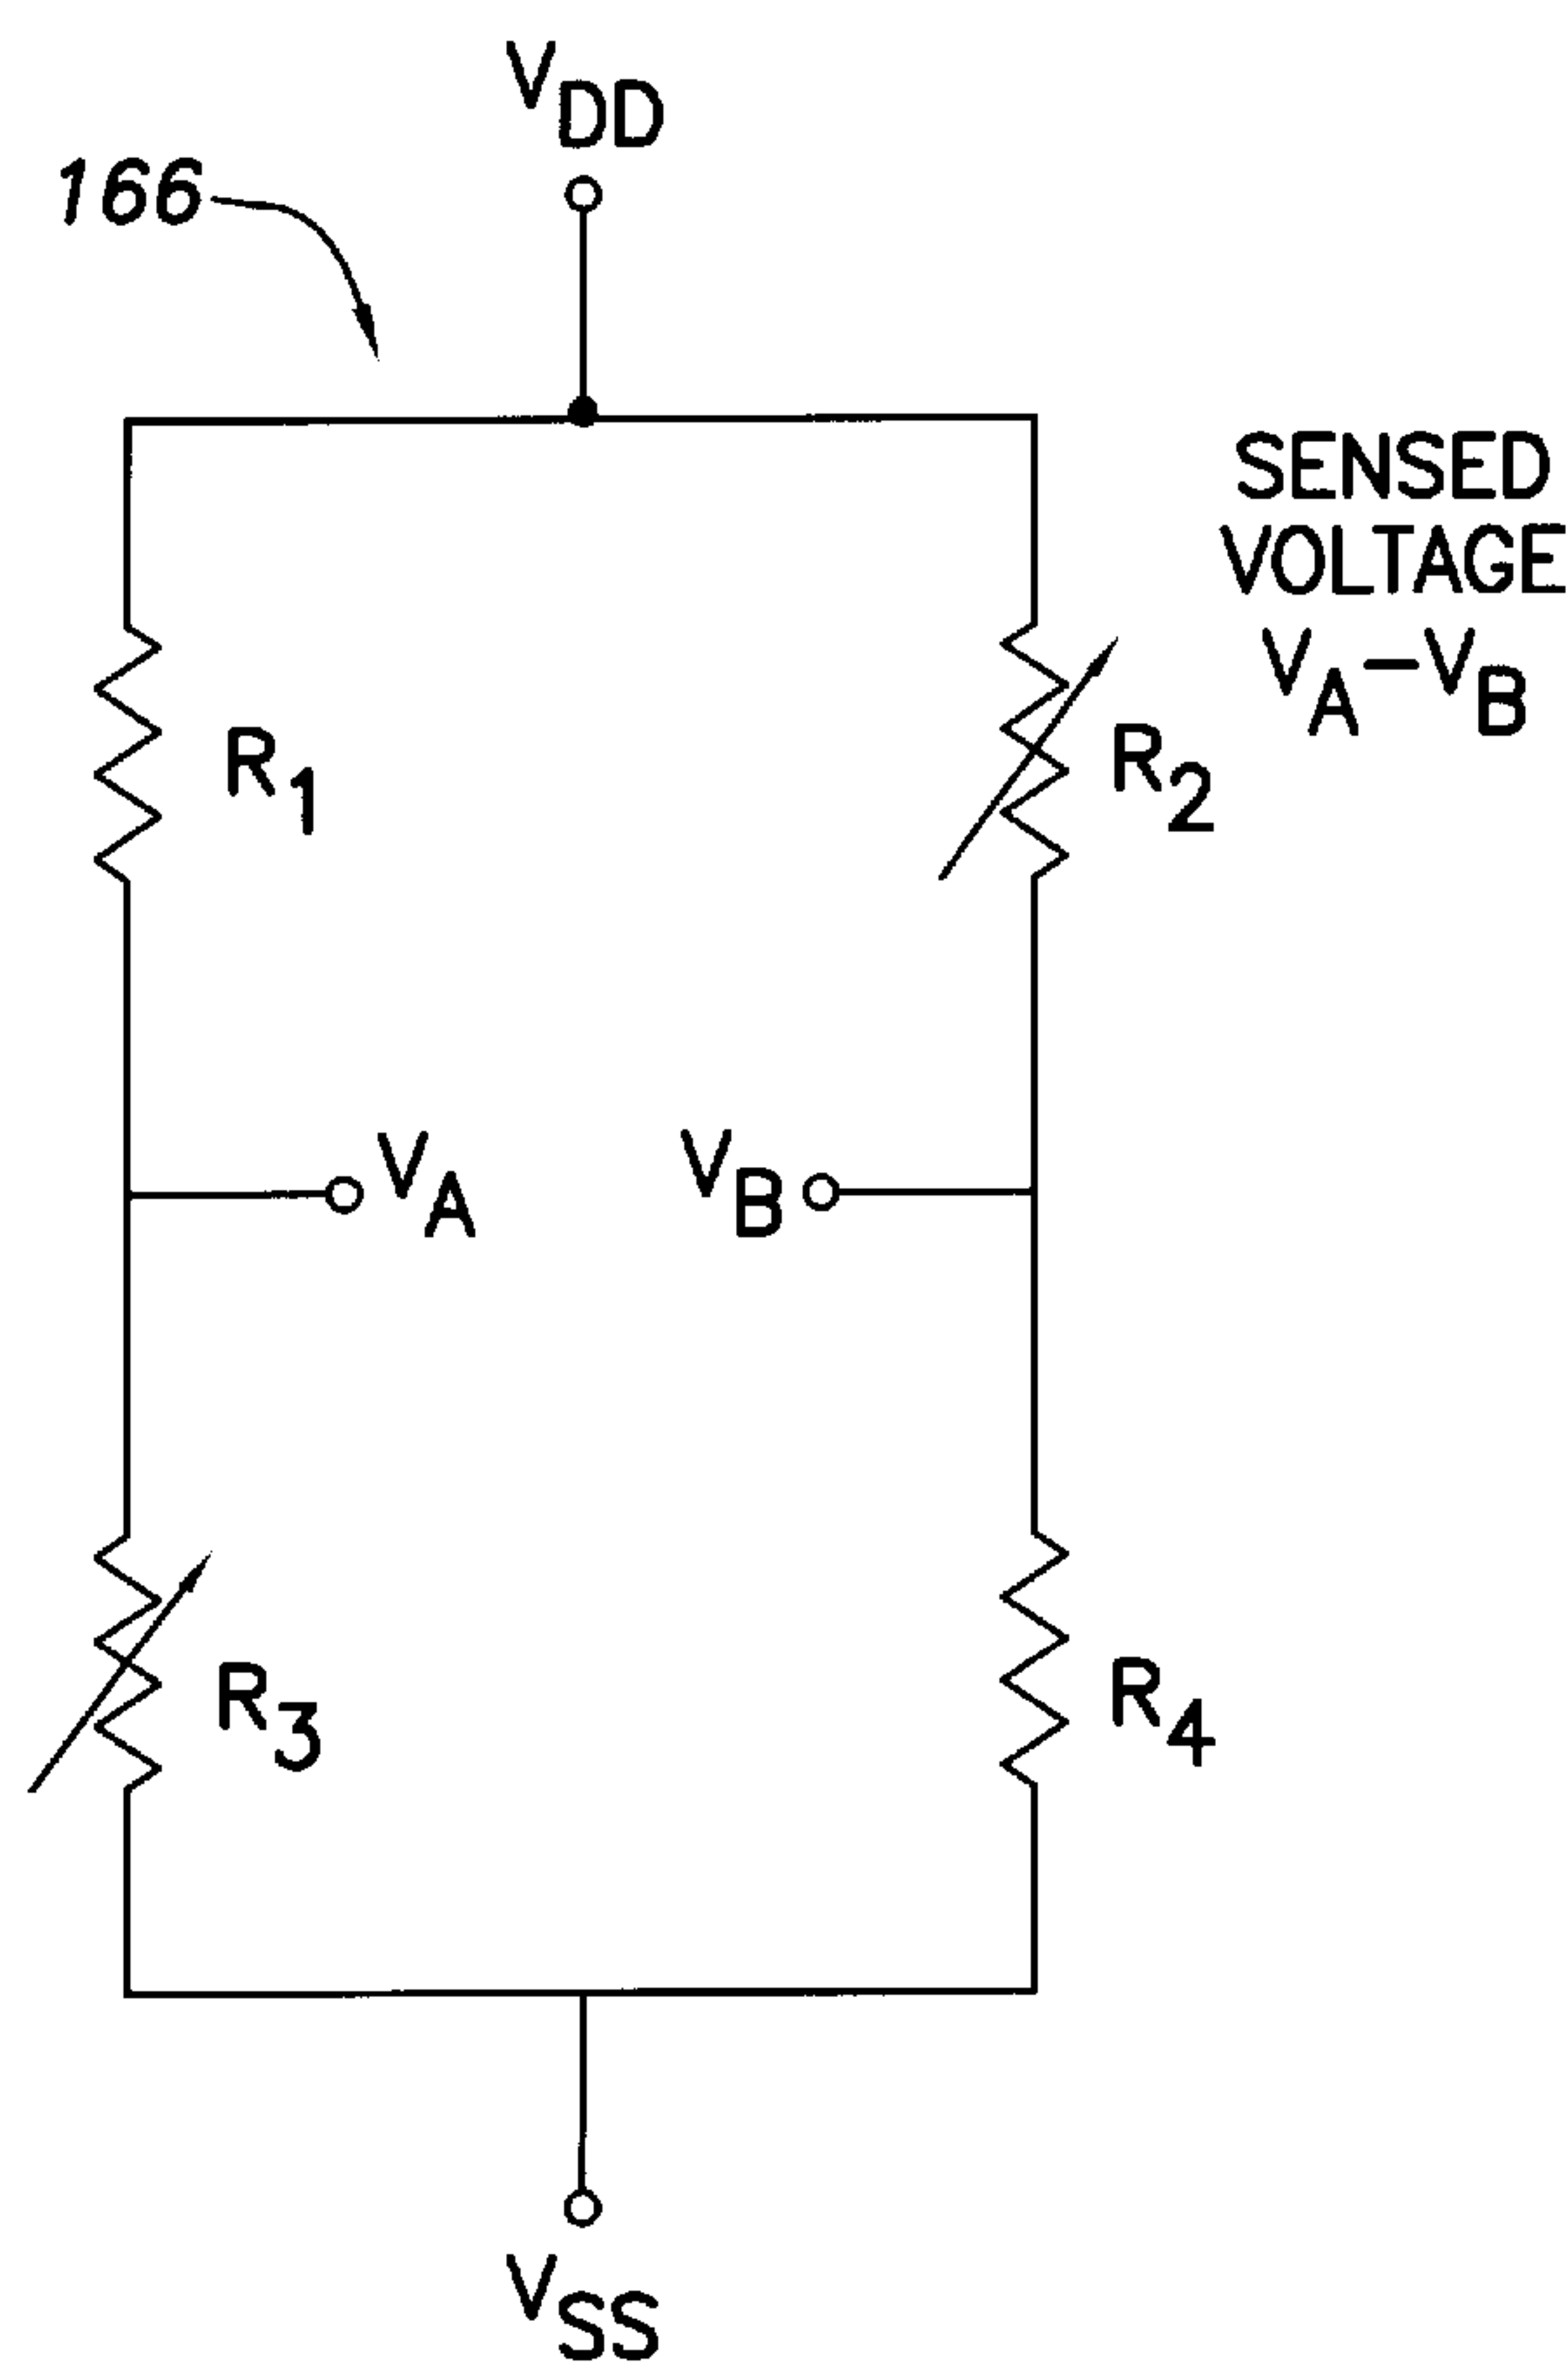 VDD
166
SENSED
VOLTAGE
VA–VB
R1
R2
VA
VB
R3
R4
VSS